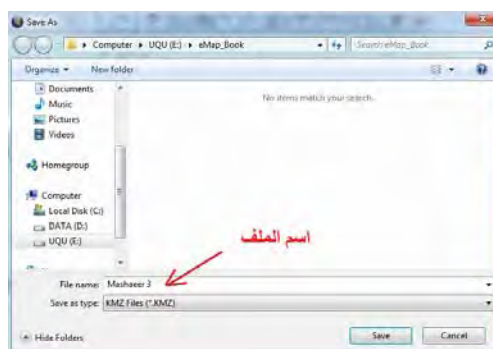 Save As
Computer ▸ UQU (E:) ▸ eMap_Book
Search eMap_Book
Organize
New folder
Documents
Music
Pictures
Videos
Homegroup
Computer
Local Disk (C:)
DATA (D:)
UQU (E:)
No items match your search.
اسم الملف
File name: Mashaeer 3
Save as type: KMZ Files (*.KMZ)
Hide Folders
Save
Cancel